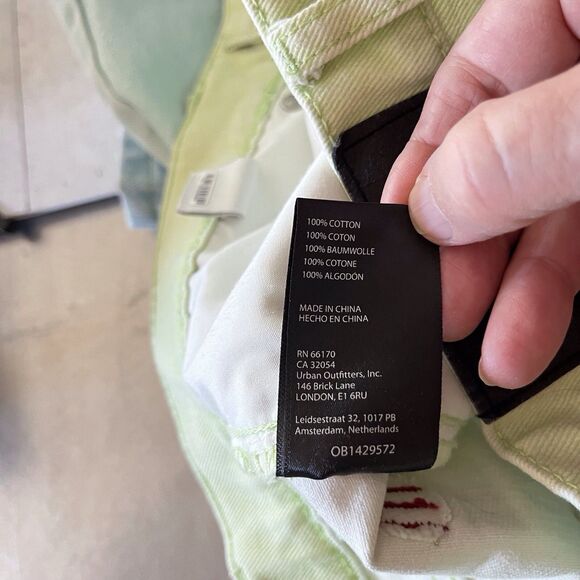 100% COTTON
100% COTON
100% BAUMWOLLE
100% COTONE
100% ALGODÓN
MADE IN CHINA
HECHO EN CHINA
RN 66170
CA 32054
Urban Outfitters, Inc.
146 Brick Lane
LONDON, E1 6RU
Leidsestraat 32, 1017 PB
Amsterdam, Netherlands
OB1429572